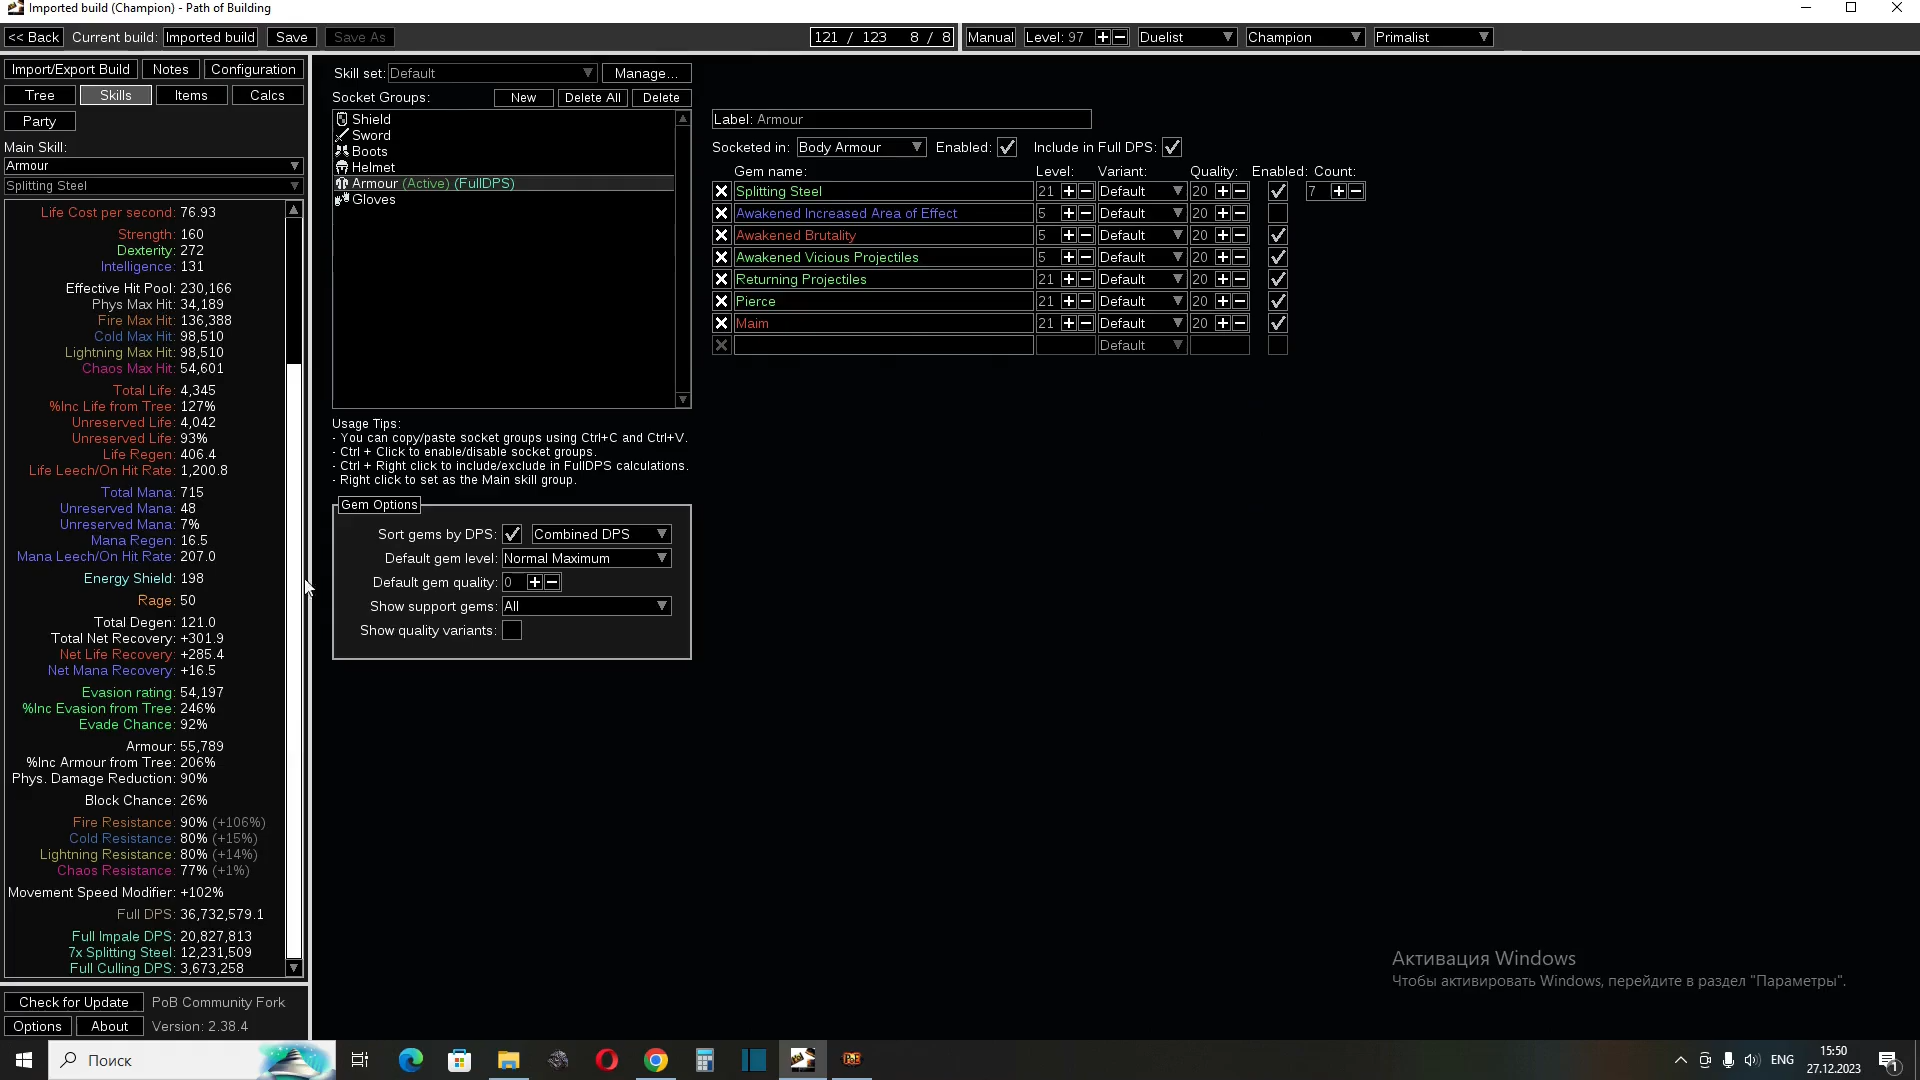 Imported build (Champion) - Path of Building
<< Back Current build: Imported build Save Save As 121 / 123 8 / 8 Manual Level: 97 Duelist Champion Primalist
Import/Export Build Notes Configuration
Tree Skills Items Calcs
Party
Main Skill:
Armour
Splitting Steel
Life Cost per second: 76.93
Strength: 160
Dexterity: 272
Intelligence: 131
Effective Hit Pool: 230,166
Phys Max Hit: 34,189
Fire Max Hit: 136,388
Cold Max Hit: 98,510
Lightning Max Hit: 98,510
Chaos Max Hit: 54,601
Total Life: 4,345
%Inc Life from Tree: 127%
Unreserved Life: 4,042
Unreserved Life: 93%
Life Regen: 406.4
Life Leech/On Hit Rate: 1,200.8
Total Mana: 715
Unreserved Mana: 48
Unreserved Mana: 7%
Mana Regen: 16.5
Mana Leech/On Hit Rate: 207.0
Energy Shield: 198
Rage: 50
Total Degen: 121.0
Total Net Recovery: +301.9
Net Life Recovery: +285.4
Net Mana Recovery: +16.5
Evasion rating: 54,197
%Inc Evasion from Tree: 246%
Evade Chance: 92%
Armour: 55,789
%Inc Armour from Tree: 206%
Phys. Damage Reduction: 90%
Block Chance: 26%
Fire Resistance: 90% (+106%)
Cold Resistance: 80% (+15%)
Lightning Resistance: 80% (+14%)
Chaos Resistance: 77% (+1%)
Movement Speed Modifier: +102%
Full DPS: 36,732,579.1
Full Impale DPS: 20,827,813
7x Splitting Steel: 12,231,509
Full Culling DPS: 3,673,258
Check for Update PoB Community Fork
Options About Version: 2.38.4
Skill set: Default Manage...
Socket Groups: New Delete All Delete
Shield
Sword
Boots
Helmet
Armour (Active) (FullDPS)
Gloves
Usage Tips:
- You can copy/paste socket groups using Ctrl+C and Ctrl+V.
- Ctrl + Click to enable/disable socket groups.
- Ctrl + Right click to include/exclude in FullDPS calculations.
- Right click to set as the Main skill group.
Gem Options
Sort gems by DPS: Combined DPS
Default gem level: Normal Maximum
Default gem quality: 0
Show support gems: All
Show quality variants:
Label: Armour
Socketed in: Body Armour Enabled: Include in Full DPS:
Gem name: Level: Variant: Quality: Enabled: Count:
Splitting Steel 21 Default 20 7
Awakened Increased Area of Effect 5 Default 20
Awakened Brutality 5 Default 20
Awakened Vicious Projectiles 5 Default 20
Returning Projectiles 21 Default 20
Pierce 21 Default 20
Maim 21 Default 20
Default
Активация Windows
Чтобы активировать Windows, перейдите в раздел "Параметры".
Поиск
ENG
15:50
27.12.2023
1